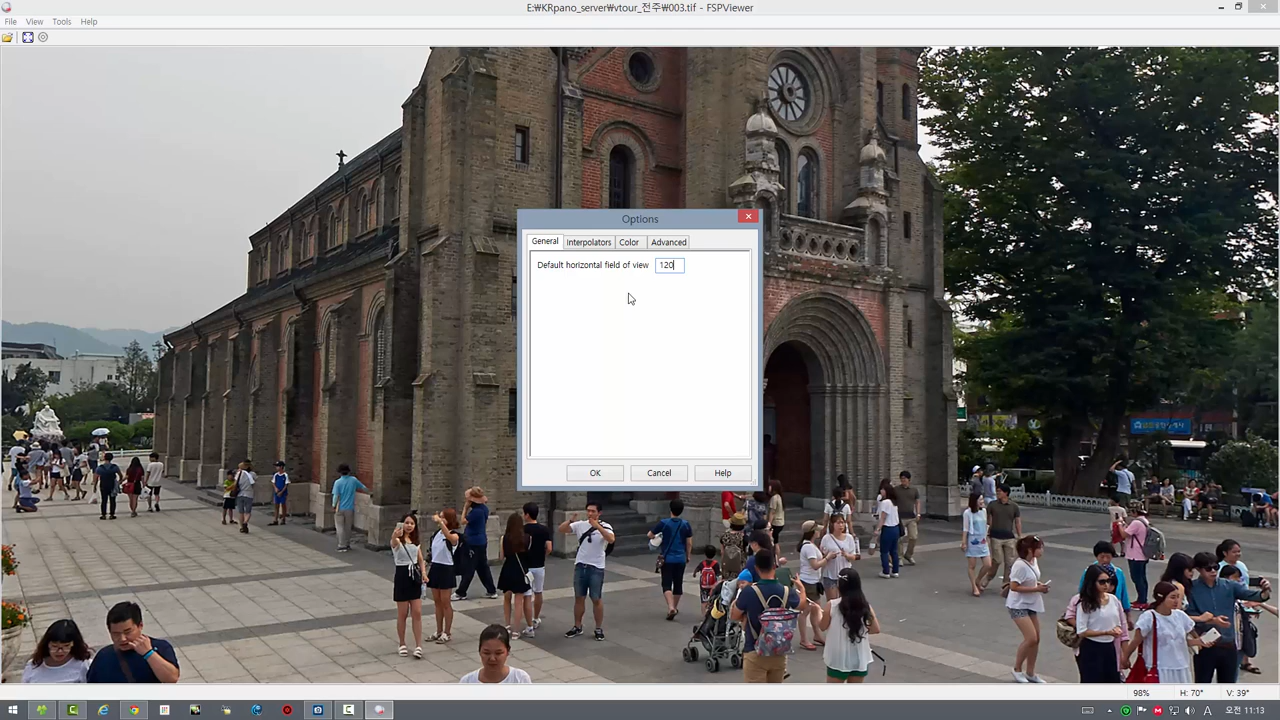 E:₩KRpano_server₩vtour_전주₩003.tif - FSPViewer
File View Tools Help
Options
General Interpolators Color Advanced
Default horizontal field of view 120
OK Cancel Help
98% H: 70° V: 39°
A 오전 11:13